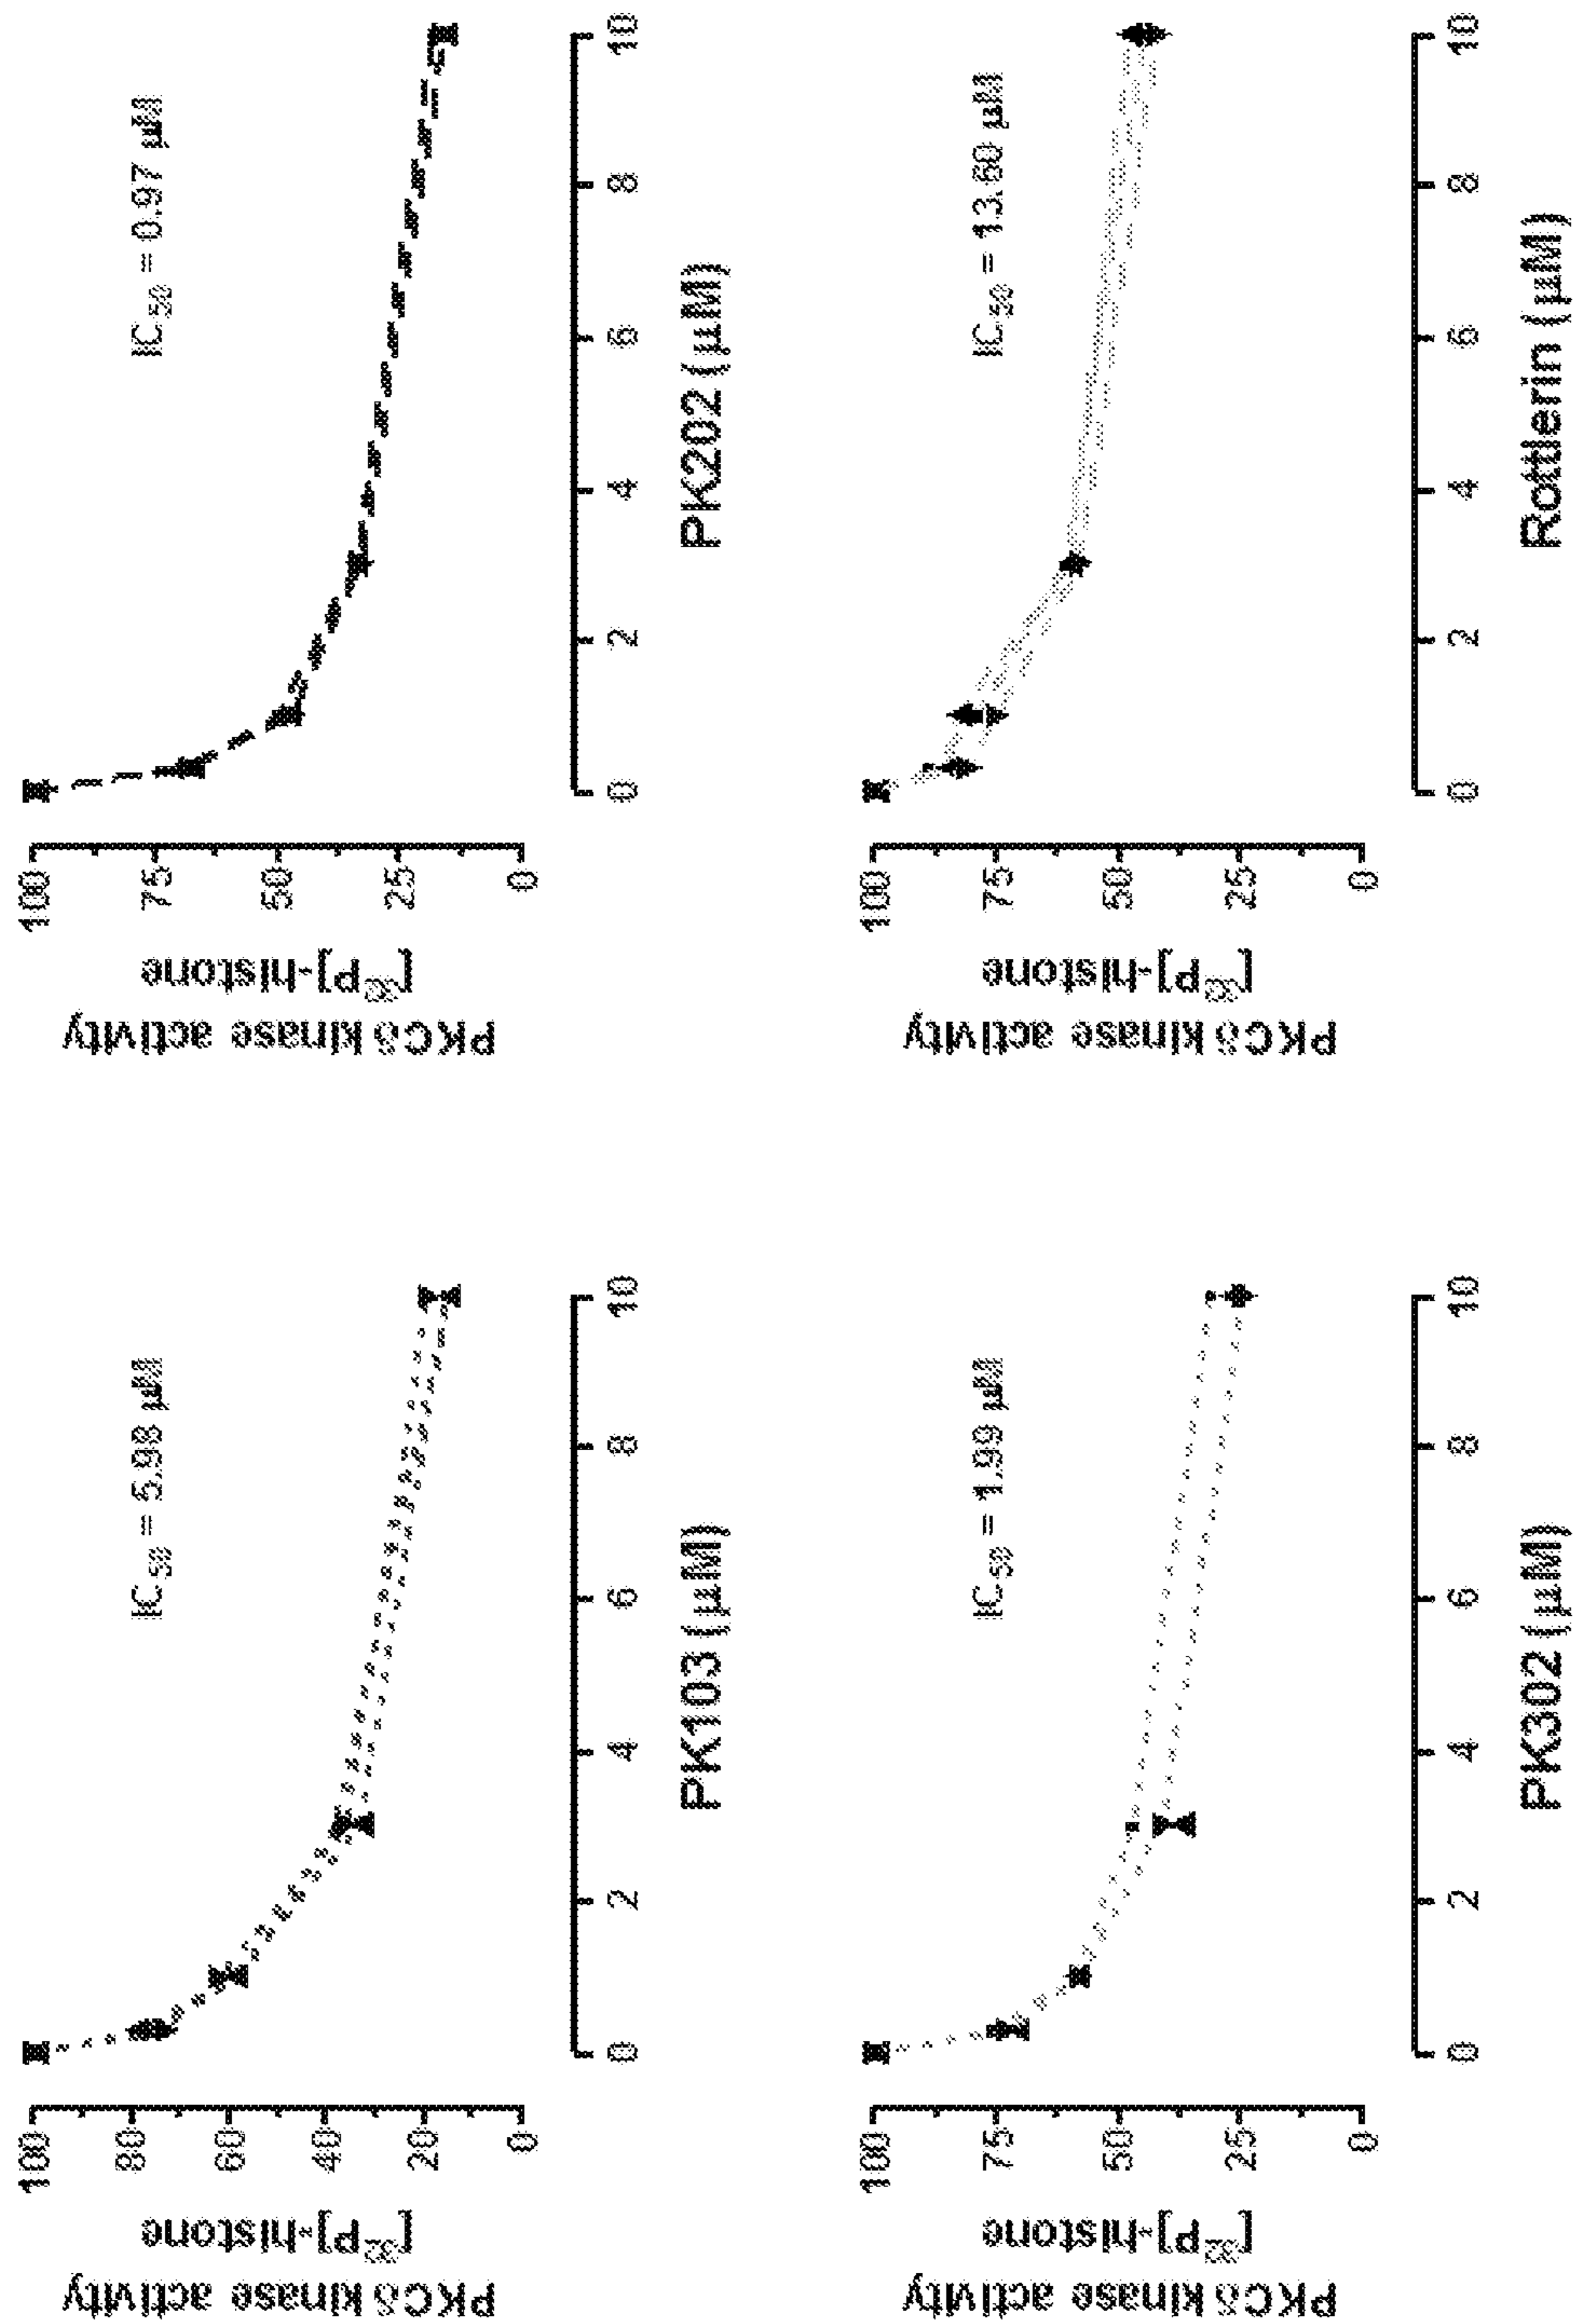 PKCδ kinase activity
[³²P]-histone
100
80
60
40
20
0
IC₅₀ = 5.98 μM
0 2 4 6 8 10
PK103 (μM)
PKCδ kinase activity
[³²P]-histone
100
75
50
25
0
IC₅₀ = 0.97 μM
0 2 4 6 8 10
PK202 (μM)
PKCδ kinase activity
[³²P]-histone
100
75
50
25
0
IC₅₀ = 1.99 μM
0 2 4 6 8 10
PK302 (μM)
PKCδ kinase activity
[³²P]-histone
100
75
50
25
0
IC₅₀ = 13.60 μM
0 2 4 6 8 10
Rottlerin (μM)